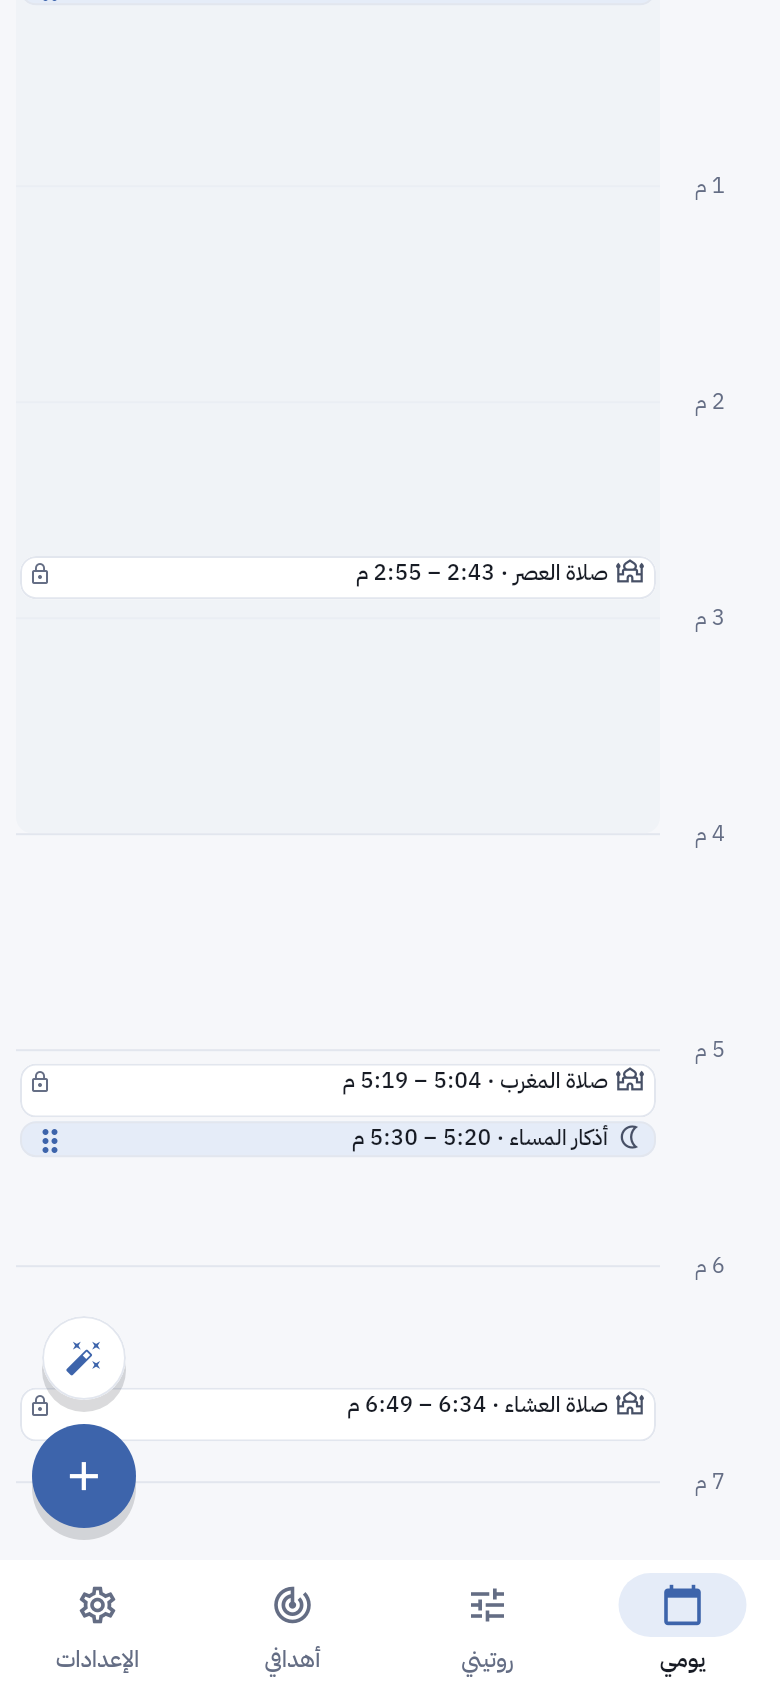 1 م
2 م
صلاة العصر · 2:43 – 2:55 م
3 م
4 م
5 م
صلاة المغرب · 5:04 – 5:19 م
أذكار المساء · 5:20 – 5:30 م
6 م
صلاة العشاء · 6:34 – 6:49 م
7 م
يومي
روتيني
أهدافي
الإعدادات